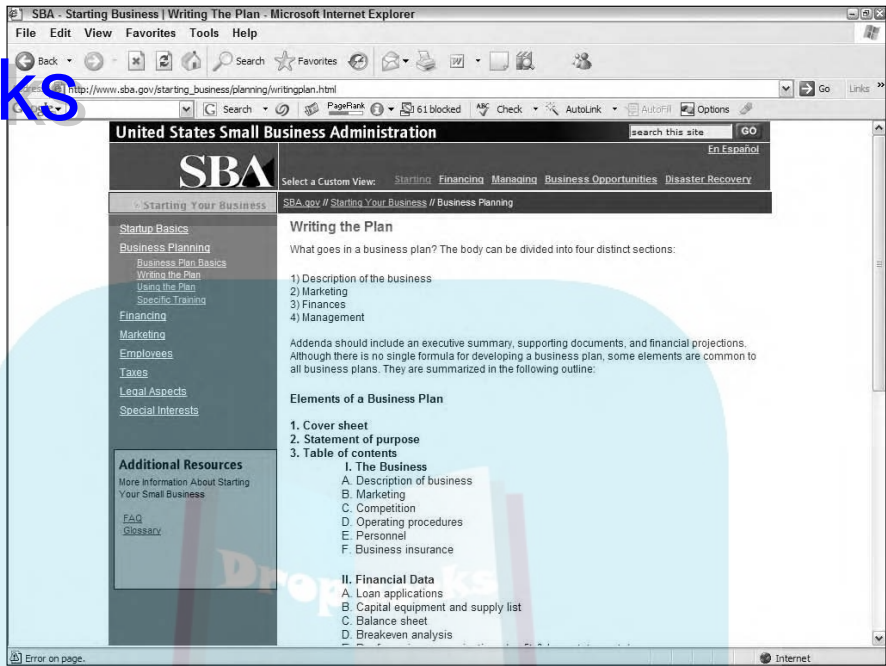 SBA - Starting Business | Writing The Plan - Microsoft Internet Explorer
File Edit View Favorites Tools Help
Back Search Favorites
ks
http://www.sba.gov/starting_business/planning/writingplan.html Go Links »
Search PageRank 61 blocked ABC Check AutoLink AutoFill Options
United States Small Business Administration search this site GO
En Español
SBA
Select a Custom View: Starting Financing Managing Business Opportunities Disaster Recovery
Starting Your Business
SBA.gov // Starting Your Business // Business Planning
Startup Basics
Business Planning
Business Plan Basics
Writing the Plan
Using the Plan
Specific Training
Financing
Marketing
Employees
Taxes
Legal Aspects
Special Interests
Additional Resources
More Information About Starting
Your Small Business
FAQ
Glossary
Writing the Plan
What goes in a business plan? The body can be divided into four distinct sections:
1) Description of the business
2) Marketing
3) Finances
4) Management
Addenda should include an executive summary, supporting documents, and financial projections.
Although there is no single formula for developing a business plan, some elements are common to
all business plans. They are summarized in the following outline:
Elements of a Business Plan
1. Cover sheet
2. Statement of purpose
3. Table of contents
I. The Business
A. Description of business
B. Marketing
C. Competition
D. Operating procedures
E. Personnel
F. Business insurance
II. Financial Data
A. Loan applications
B. Capital equipment and supply list
C. Balance sheet
D. Breakeven analysis
Drop ks
Error on page. Internet